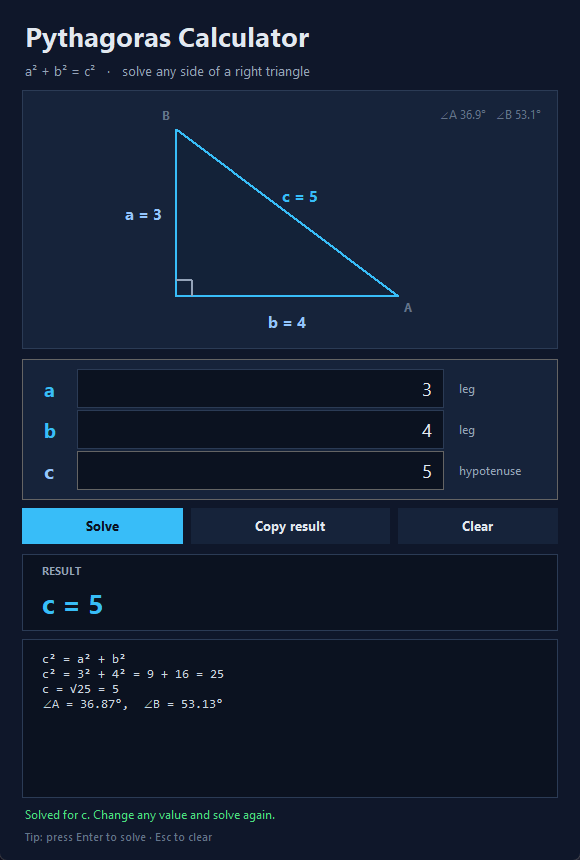 Pythagoras Calculator
a² + b² = c² · solve any side of a right triangle
B
∠A 36.9° ∠B 53.1°
c = 5
a = 3
A
b = 4
a 3 leg
b 4 leg
c 5 hypotenuse
Solve Copy result Clear
RESULT
c = 5
c² = a² + b²
c² = 3² + 4² = 9 + 16 = 25
c = √25 = 5
∠A = 36.87°, ∠B = 53.13°
Solved for c. Change any value and solve again.
Tip: press Enter to solve · Esc to clear